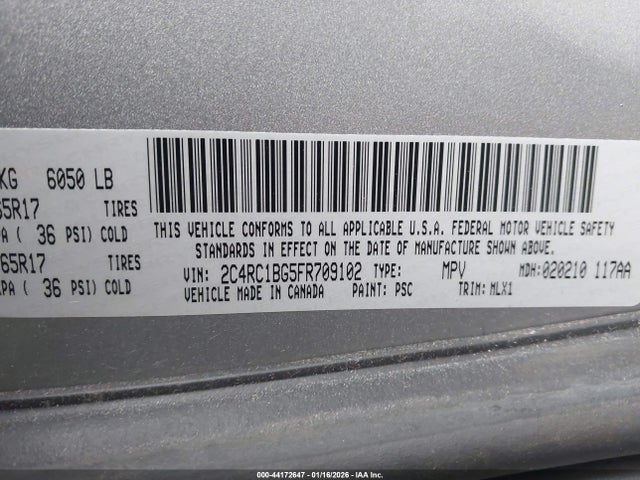 KG 6050 LB
65R17 TIRES
PA ( 36 PSI) COLD
65R17 TIRES
KPA ( 36 PSI) COLD
THIS VEHICLE CONFORMS TO ALL APPLICABLE U.S.A. FEDERAL MOTOR VEHICLE SAFETY
STANDARDS IN EFFECT ON THE DATE OF MANUFACTURE SHOWN ABOVE.
VIN: 2C4RC1BG5FR709102 TYPE: MPV MDH:020210 117AA
VEHICLE MADE IN CANADA PAINT: PSC TRIM: MLX1
000-44172647 - 01/16/2026 - IAA Inc.